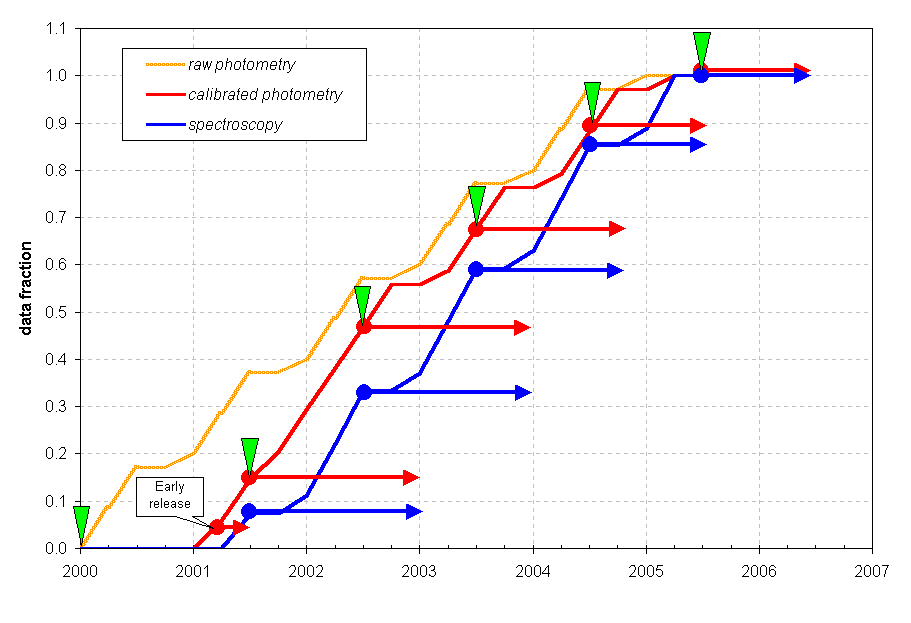 1.1
1.0
0.9
0.8
0.7
0.6
0.5
0.4
0.3
0.2
0.1
0.0
data fraction
raw photometry
calibrated photometry
spectroscopy
Early
release
2000 2001 2002 2003 2004 2005 2006 2007